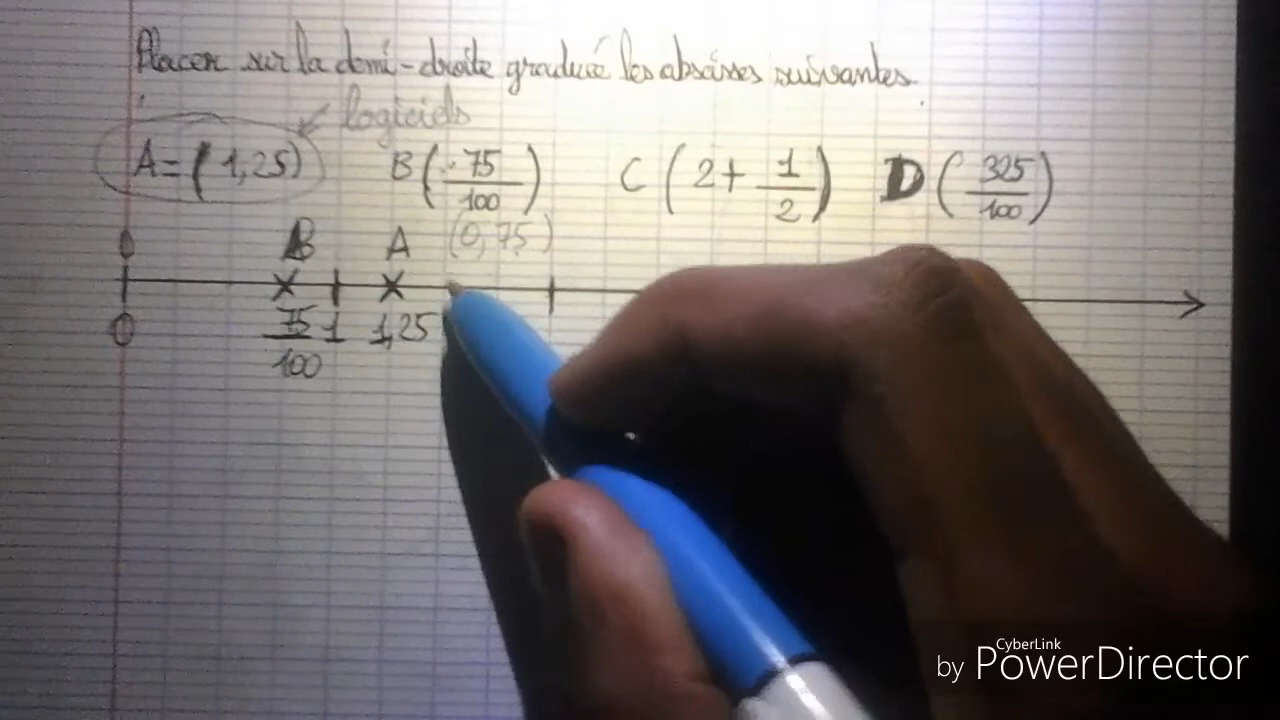 Placer sur la demi-droite gradué les abscisses suivantes.
logiciels
A = (1,25) B (75/100) C (2 + 1/2) D (325/100)
B A (0,75)
0 75/100 1 1,25
CyberLink
by PowerDirector